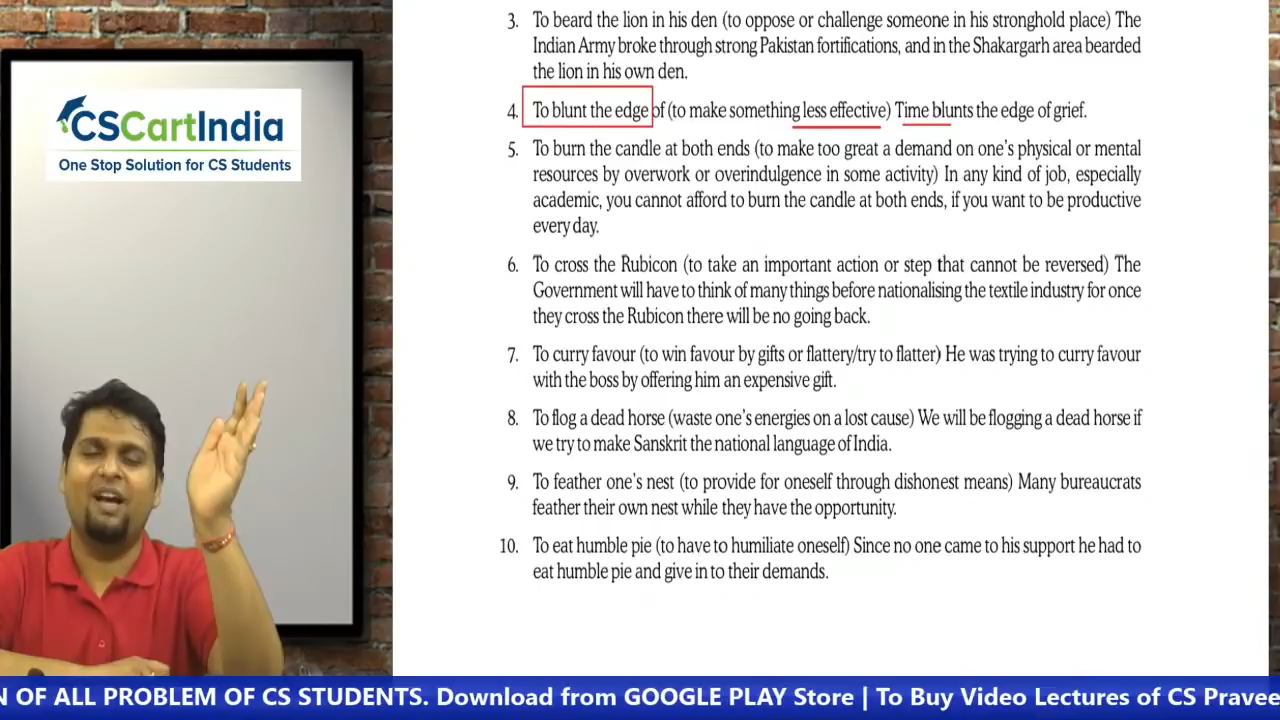 CSCartIndia
One Stop Solution for CS Students
3. To beard the lion in his den (to oppose or challenge someone in his stronghold place) The
Indian Army broke through strong Pakistan fortifications, and in the Shakargarh area bearded
the lion in his own den.
4. To blunt the edge of (to make something less effective) Time blunts the edge of grief.
5. To burn the candle at both ends (to make too great a demand on one's physical or mental
resources by overwork or overindulgence in some activity) In any kind of job, especially
academic, you cannot afford to burn the candle at both ends, if you want to be productive
every day.
6. To cross the Rubicon (to take an important action or step that cannot be reversed) The
Government will have to think of many things before nationalising the textile industry for once
they cross the Rubicon there will be no going back.
7. To curry favour (to win favour by gifts or flattery/try to flatter) He was trying to curry favour
with the boss by offering him an expensive gift.
8. To flog a dead horse (waste one's energies on a lost cause) We will be flogging a dead horse if
we try to make Sanskrit the national language of India.
9. To feather one's nest (to provide for oneself through dishonest means) Many bureaucrats
feather their own nest while they have the opportunity.
10. To eat humble pie (to have to humiliate oneself) Since no one came to his support he had to
eat humble pie and give in to their demands.
N OF ALL PROBLEM OF CS STUDENTS. Download from GOOGLE PLAY Store | To Buy Video Lectures of CS Pravee